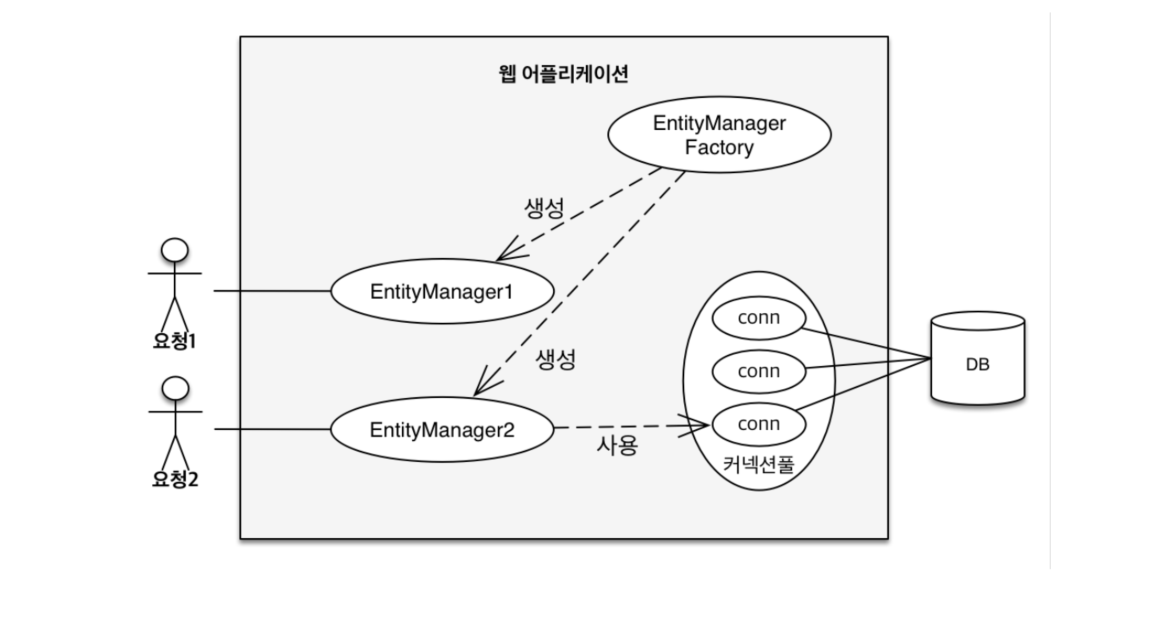 웹 어플리케이션
EntityManager
Factory
생성
EntityManager1
요청1
conn
conn
DB
생성
conn
EntityManager2
사용
커넥션풀
요청2